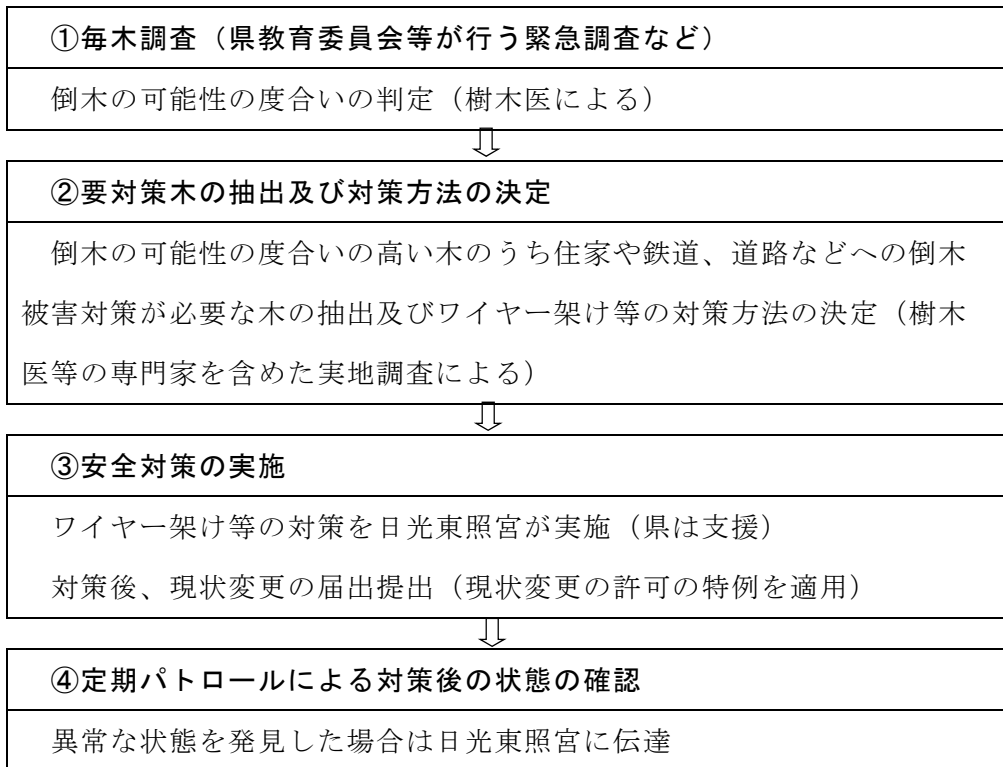 ①毎木調査（県教育委員会等が行う緊急調査など）
倒木の可能性の度合いの判定（樹木医による）
⇩
②要対策木の抽出及び対策方法の決定
倒木の可能性の度合いの高い木のうち住家や鉄道、道路などへの倒木
被害対策が必要な木の抽出及びワイヤー架け等の対策方法の決定（樹木
医等の専門家を含めた実地調査による）
⇩
③安全対策の実施
ワイヤー架け等の対策を日光東照宮が実施（県は支援）
対策後、現状変更の届出提出（現状変更の許可の特例を適用）
⇩
④定期パトロールによる対策後の状態の確認
異常な状態を発見した場合は日光東照宮に伝達